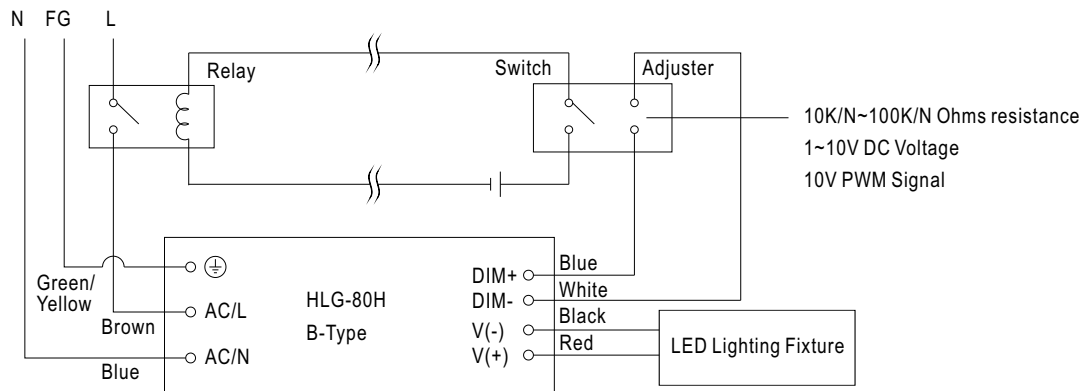 N FG L
Relay
Switch
Adjuster
10K/N~100K/N Ohms resistance
1~10V DC Voltage
10V PWM Signal
Green/
Yellow
Brown
Blue
AC/L
AC/N
HLG-80H
B-Type
DIM+
DIM-
V(-)
V(+)
Blue
White
Black
Red
LED Lighting Fixture